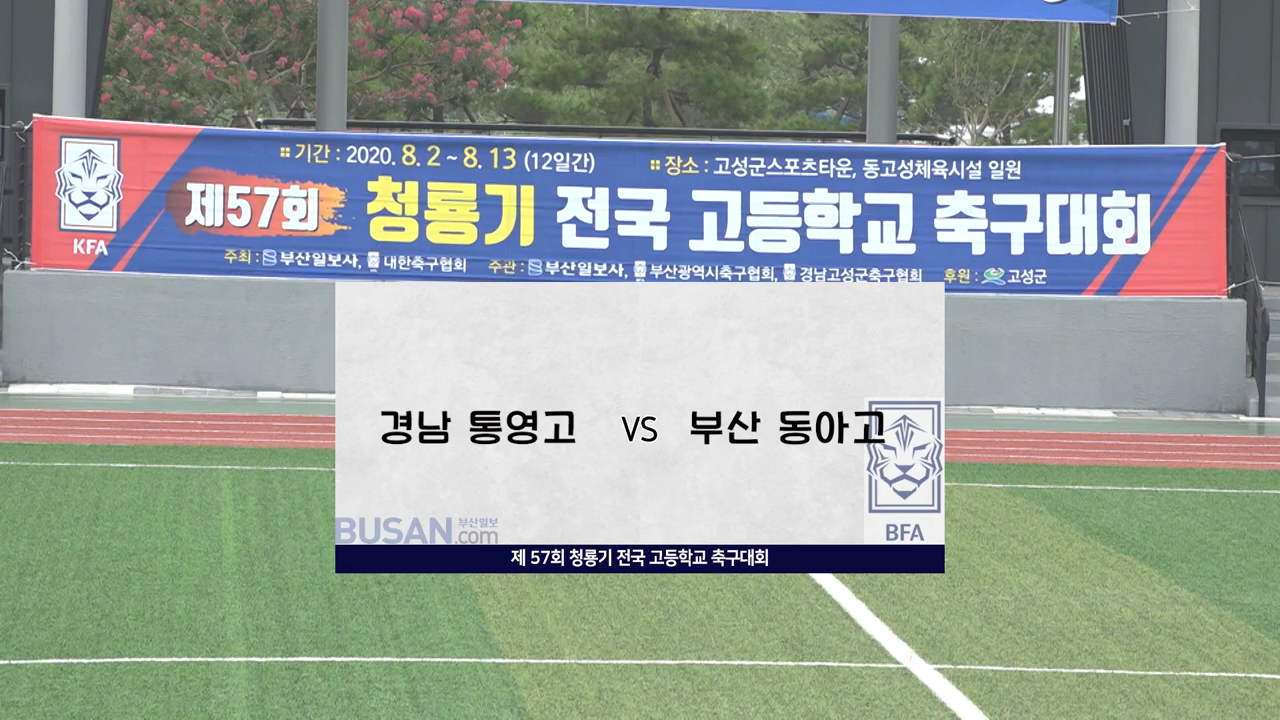 기간 : 2020. 8. 2 ~ 8. 13 (12일간) 장소 : 고성군스포츠타운, 동고성체육시설 일원
제57회 청룡기 전국 고등학교 축구대회
KFA
주최 : 부산일보사, 대한축구협회 주관 : 부산일보사, 부산광역시축구협회, 경남고성군축구협회 후원 : 고성군
경남 통영고 VS 부산 동아고
BUSAN.com 부산일보
BFA
제 57회 청룡기 전국 고등학교 축구대회